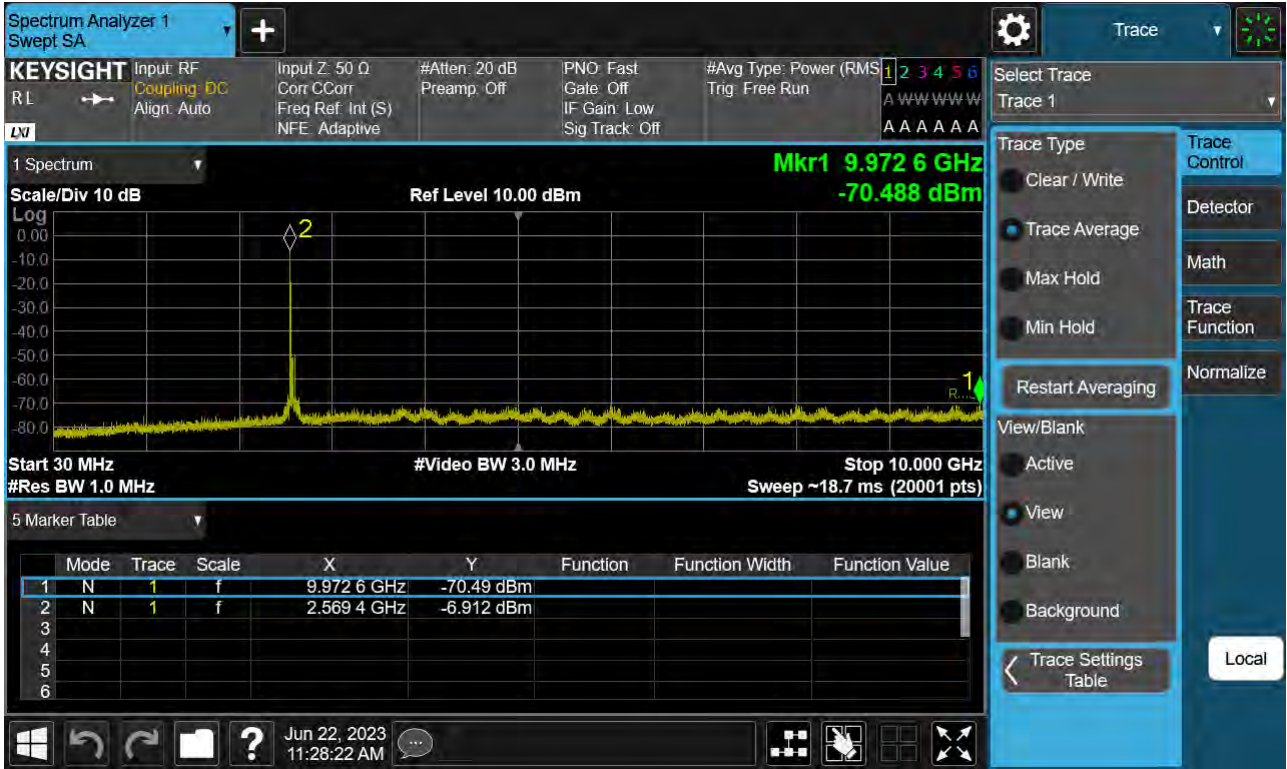 Spectrum Analyzer 1
Swept SA
Trace
KEYSIGHT
RL
LXI
Input: RF
Coupling: DC
Align: Auto
Input Z: 50 Ω
Corr CCorr
Freq Ref: Int (S)
NFE: Adaptive
#Atten: 20 dB
Preamp: Off
PNO: Fast
Gate: Off
IF Gain: Low
Sig Track: Off
#Avg Type: Power (RMS
Trig: Free Run
1 2 3 4 5 6
A W W W W W
A A A A A A
Select Trace
Trace 1
1 Spectrum
Mkr1 9.972 6 GHz
Scale/Div 10 dB
Ref Level 10.00 dBm
-70.488 dBm
Log
0.00
-10.0
-20.0
-30.0
-40.0
-50.0
-60.0
-70.0
-80.0
2
1
Start 30 MHz
#Video BW 3.0 MHz
Stop 10.000 GHz
#Res BW 1.0 MHz
Sweep ~18.7 ms (20001 pts)
5 Marker Table
Mode Trace Scale X Y Function Function Width Function Value
1 N 1 f 9.972 6 GHz -70.49 dBm
2 N 1 f 2.569 4 GHz -6.912 dBm
3
4
5
6
Trace Type
Clear / Write
Trace Average
Max Hold
Min Hold
Restart Averaging
View/Blank
Active
View
Blank
Background
Trace Settings
Table
Trace
Control
Detector
Math
Trace
Function
Normalize
Local
?
Jun 22, 2023
11:28:22 AM